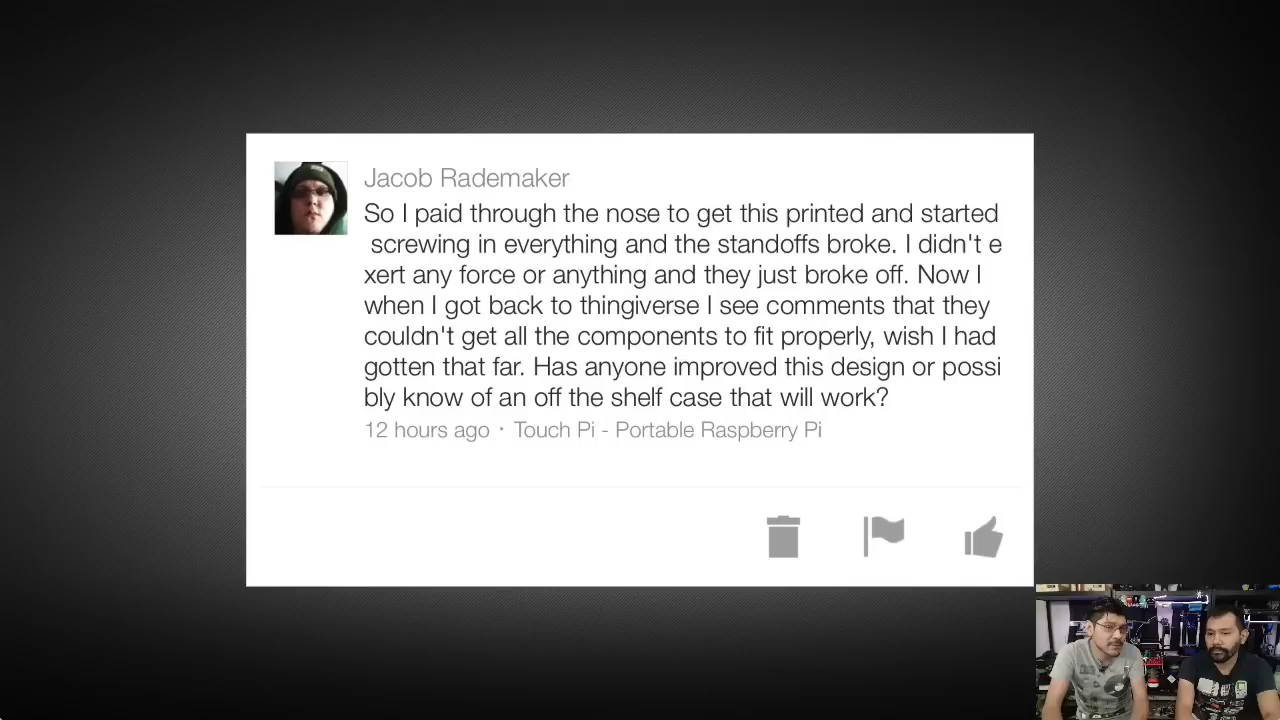 Jacob Rademaker
So I paid through the nose to get this printed and started
screwing in everything and the standoffs broke. I didn't e
xert any force or anything and they just broke off. Now I
when I got back to thingiverse I see comments that they
couldn't get all the components to fit properly, wish I had
gotten that far. Has anyone improved this design or possi
bly know of an off the shelf case that will work?
12 hours ago · Touch Pi - Portable Raspberry Pi